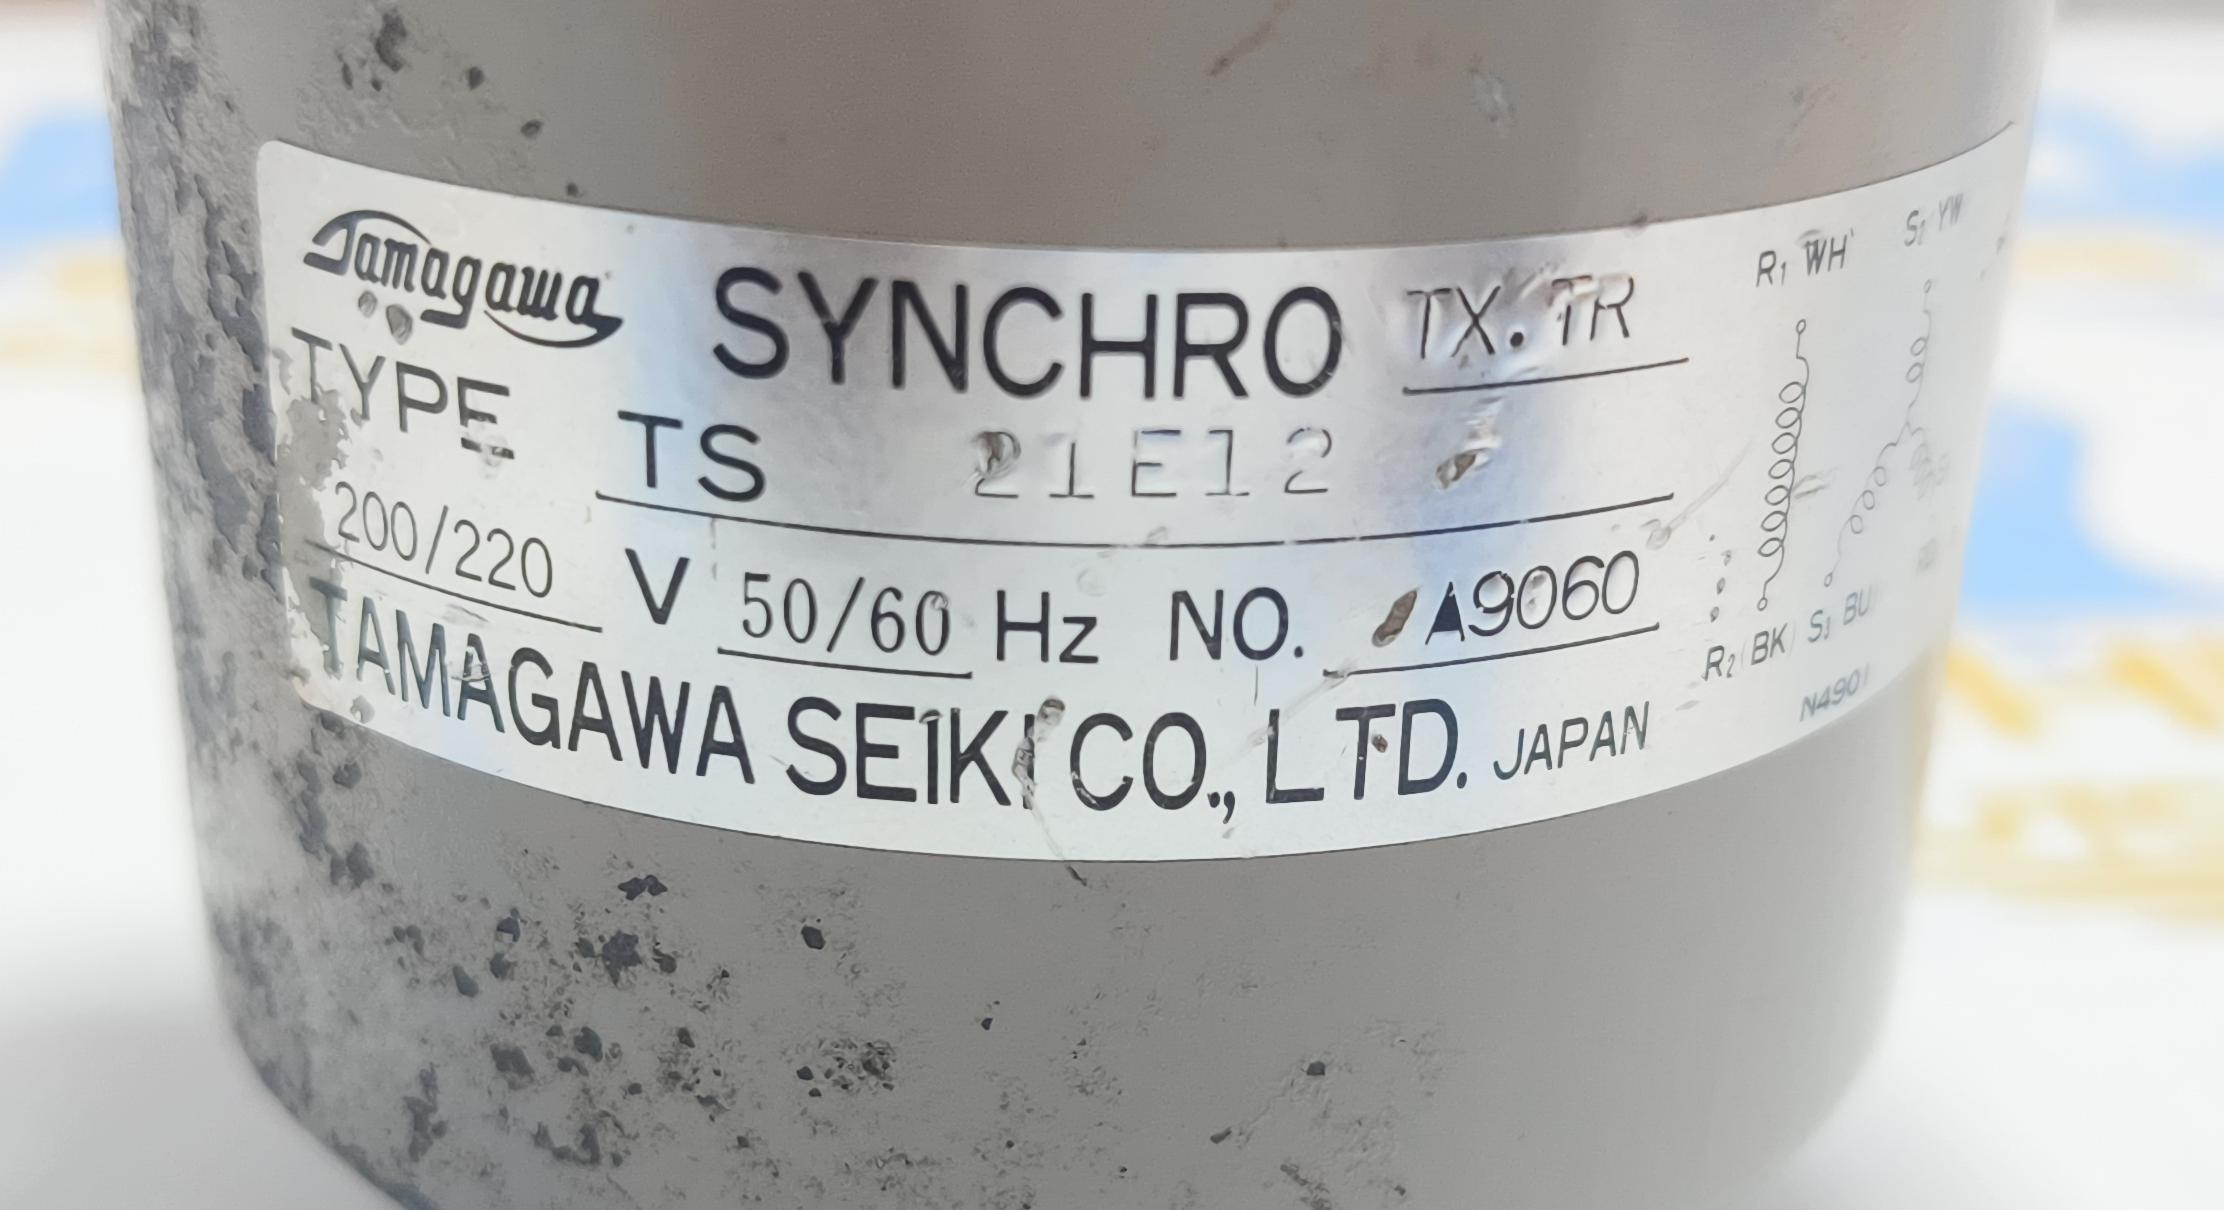 Tamagawa SYNCHRO TX.TR
TYPE TS 21E12
200/220 V 50/60 Hz NO. A9060
TAMAGAWA SEIKI CO., LTD. JAPAN
R1 WH S2 YW
R2 (BK) S3 BU
N4901